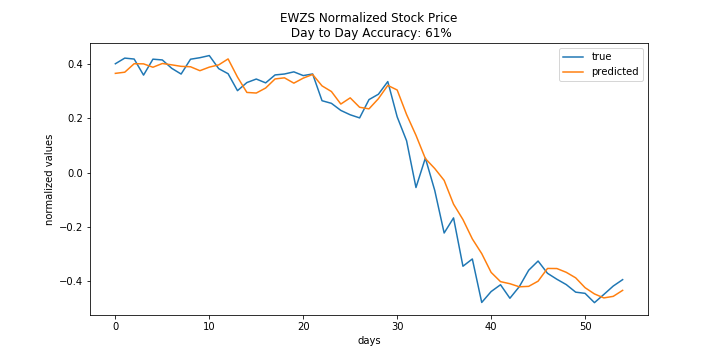 EWZS Normalized Stock Price
Day to Day Accuracy: 61%
true
predicted
normalized values
0.4
0.2
0.0
−0.2
−0.4
0
10
20
30
40
50
days